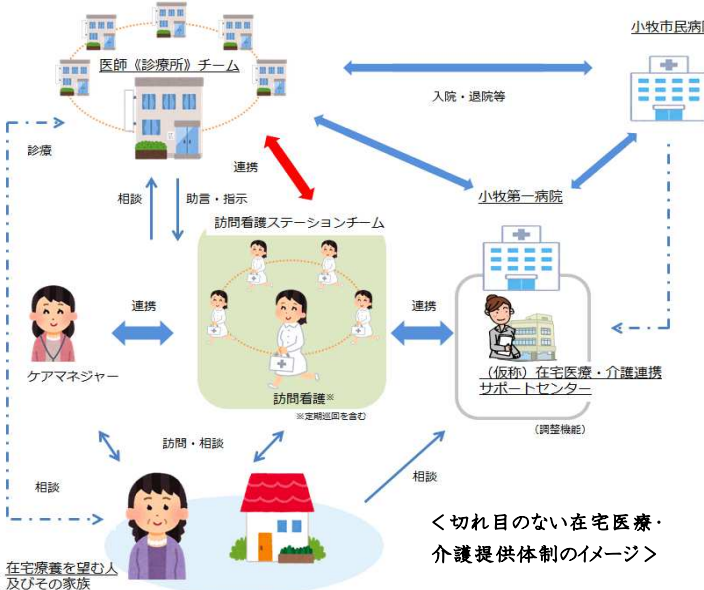 小牧市民病院
医師《診療所》チーム
入院・退院等
診療
連携
相談
助言・指示
小牧第一病院
訪問看護ステーションチーム
連携
連携
ケアマネジャー
訪問看護※
※定期巡回を含む
（仮称）在宅医療・介護連携
サポートセンター
（調整機能）
訪問・相談
相談
相談
＜切れ目のない在宅医療・
介護提供体制のイメージ＞
在宅療養を望む人
及びその家族